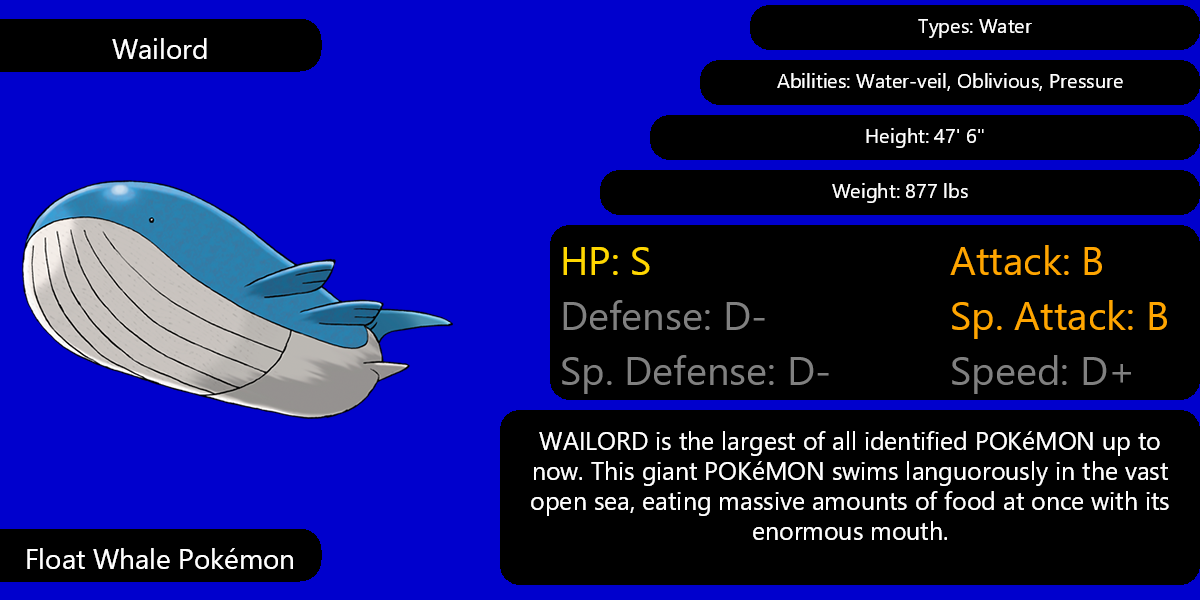 Wailord
Types: Water
Abilities: Water-veil, Oblivious, Pressure
Height: 47' 6"
Weight: 877 lbs
HP: S
Attack: B
Defense: D-
Sp. Attack: B
Sp. Defense: D-
Speed: D+
WAILORD is the largest of all identified POKéMON up to
now. This giant POKéMON swims languorously in the vast
open sea, eating massive amounts of food at once with its
enormous mouth.
Float Whale Pokémon